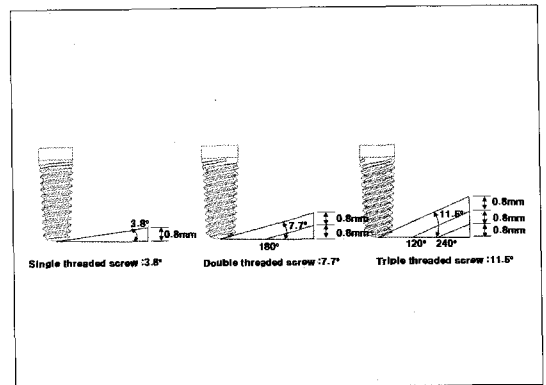 3.8°
0.8mm
Single threaded screw :3.8°
7.7°
0.8mm
0.8mm
180°
Double threaded screw :7.7°
11.5°
0.8mm
0.8mm
0.8mm
120° 240°
Triple threaded screw :11.5°